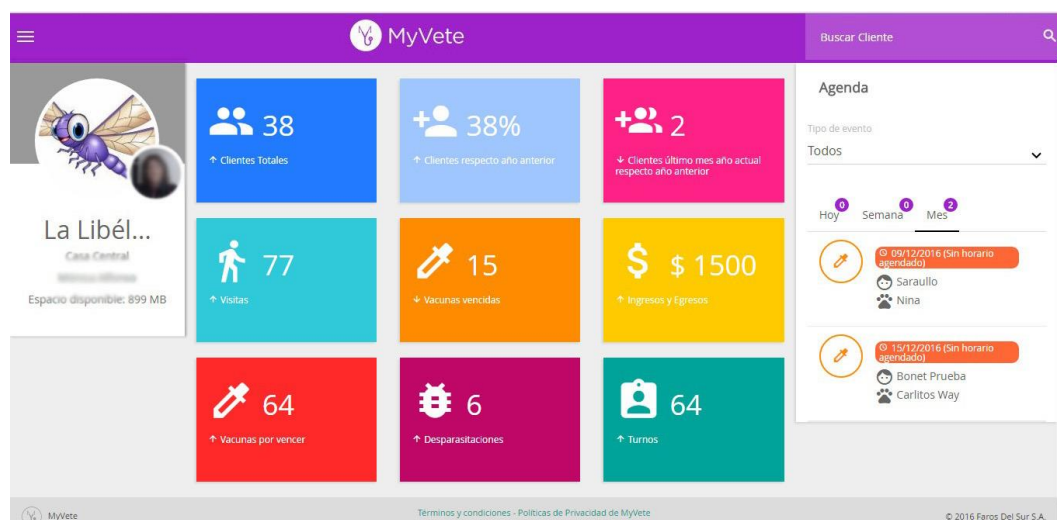 MyVete
Buscar Cliente
La Libél...
Casa Central
Espacio disponible: 899 MB
38
↑ Clientes Totales
38%
↑ Clientes respecto año anterior
2
↓ Clientes último mes año actual
respecto año anterior
77
↑ Visitas
15
↓ Vacunas vencidas
$ 1500
↑ Ingresos y Egresos
64
↑ Vacunas por vencer
6
↑ Desparasitaciones
64
↑ Turnos
Agenda
Tipo de evento
Todos
Hoy 0 Semana 0 Mes 2
09/12/2016 (Sin horario
agendado)
Saraullo
Nina
15/12/2016 (Sin horario
agendado)
Bonet Prueba
Carlitos Way
MyVete
Términos y condiciones - Políticas de Privacidad de MyVete
© 2016 Faros Del Sur S.A.